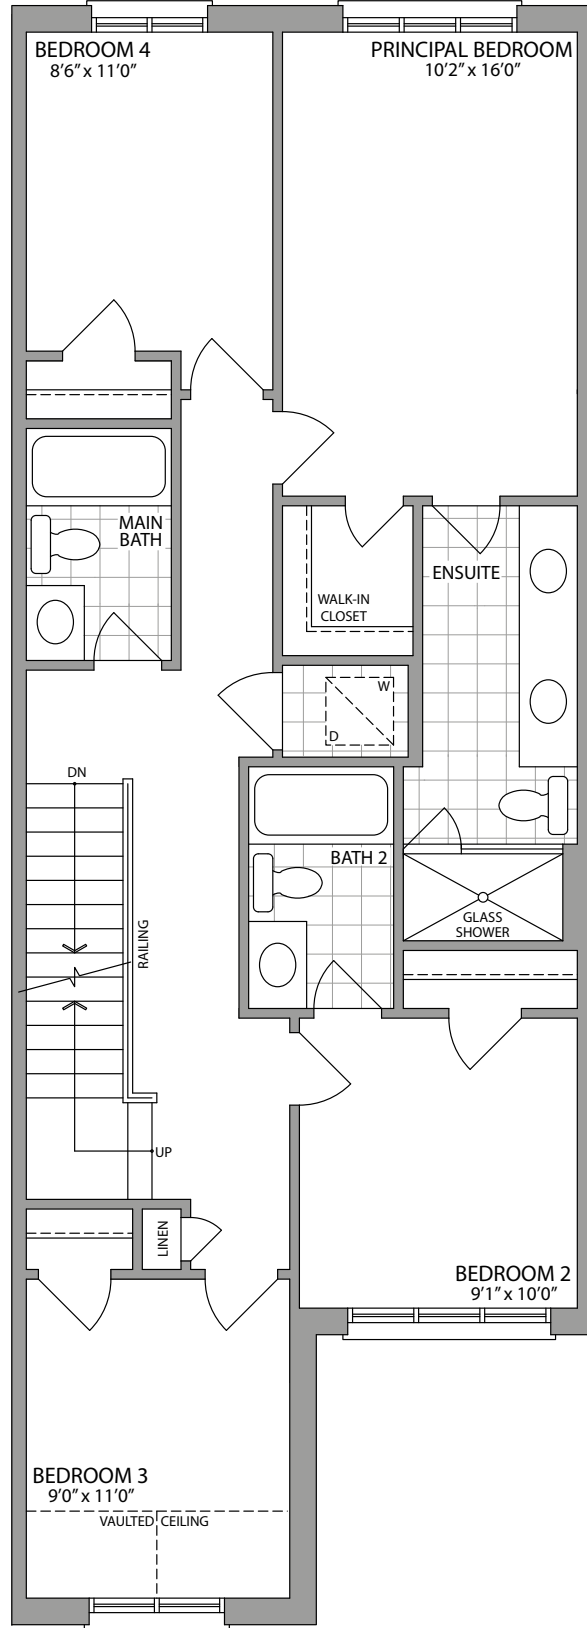 BEDROOM 4
8’6” x 11’0”
PRINCIPAL BEDROOM
10’2” x 16’0”
MAIN
BATH
ENSUITE
WALK-IN
CLOSET
W
D
DN
BATH 2
RAILING
GLASS
SHOWER
UP
LINEN
BEDROOM 2
9’1” x 10’0”
BEDROOM 3
9’0” x 11’0”
VAULTED CEILING